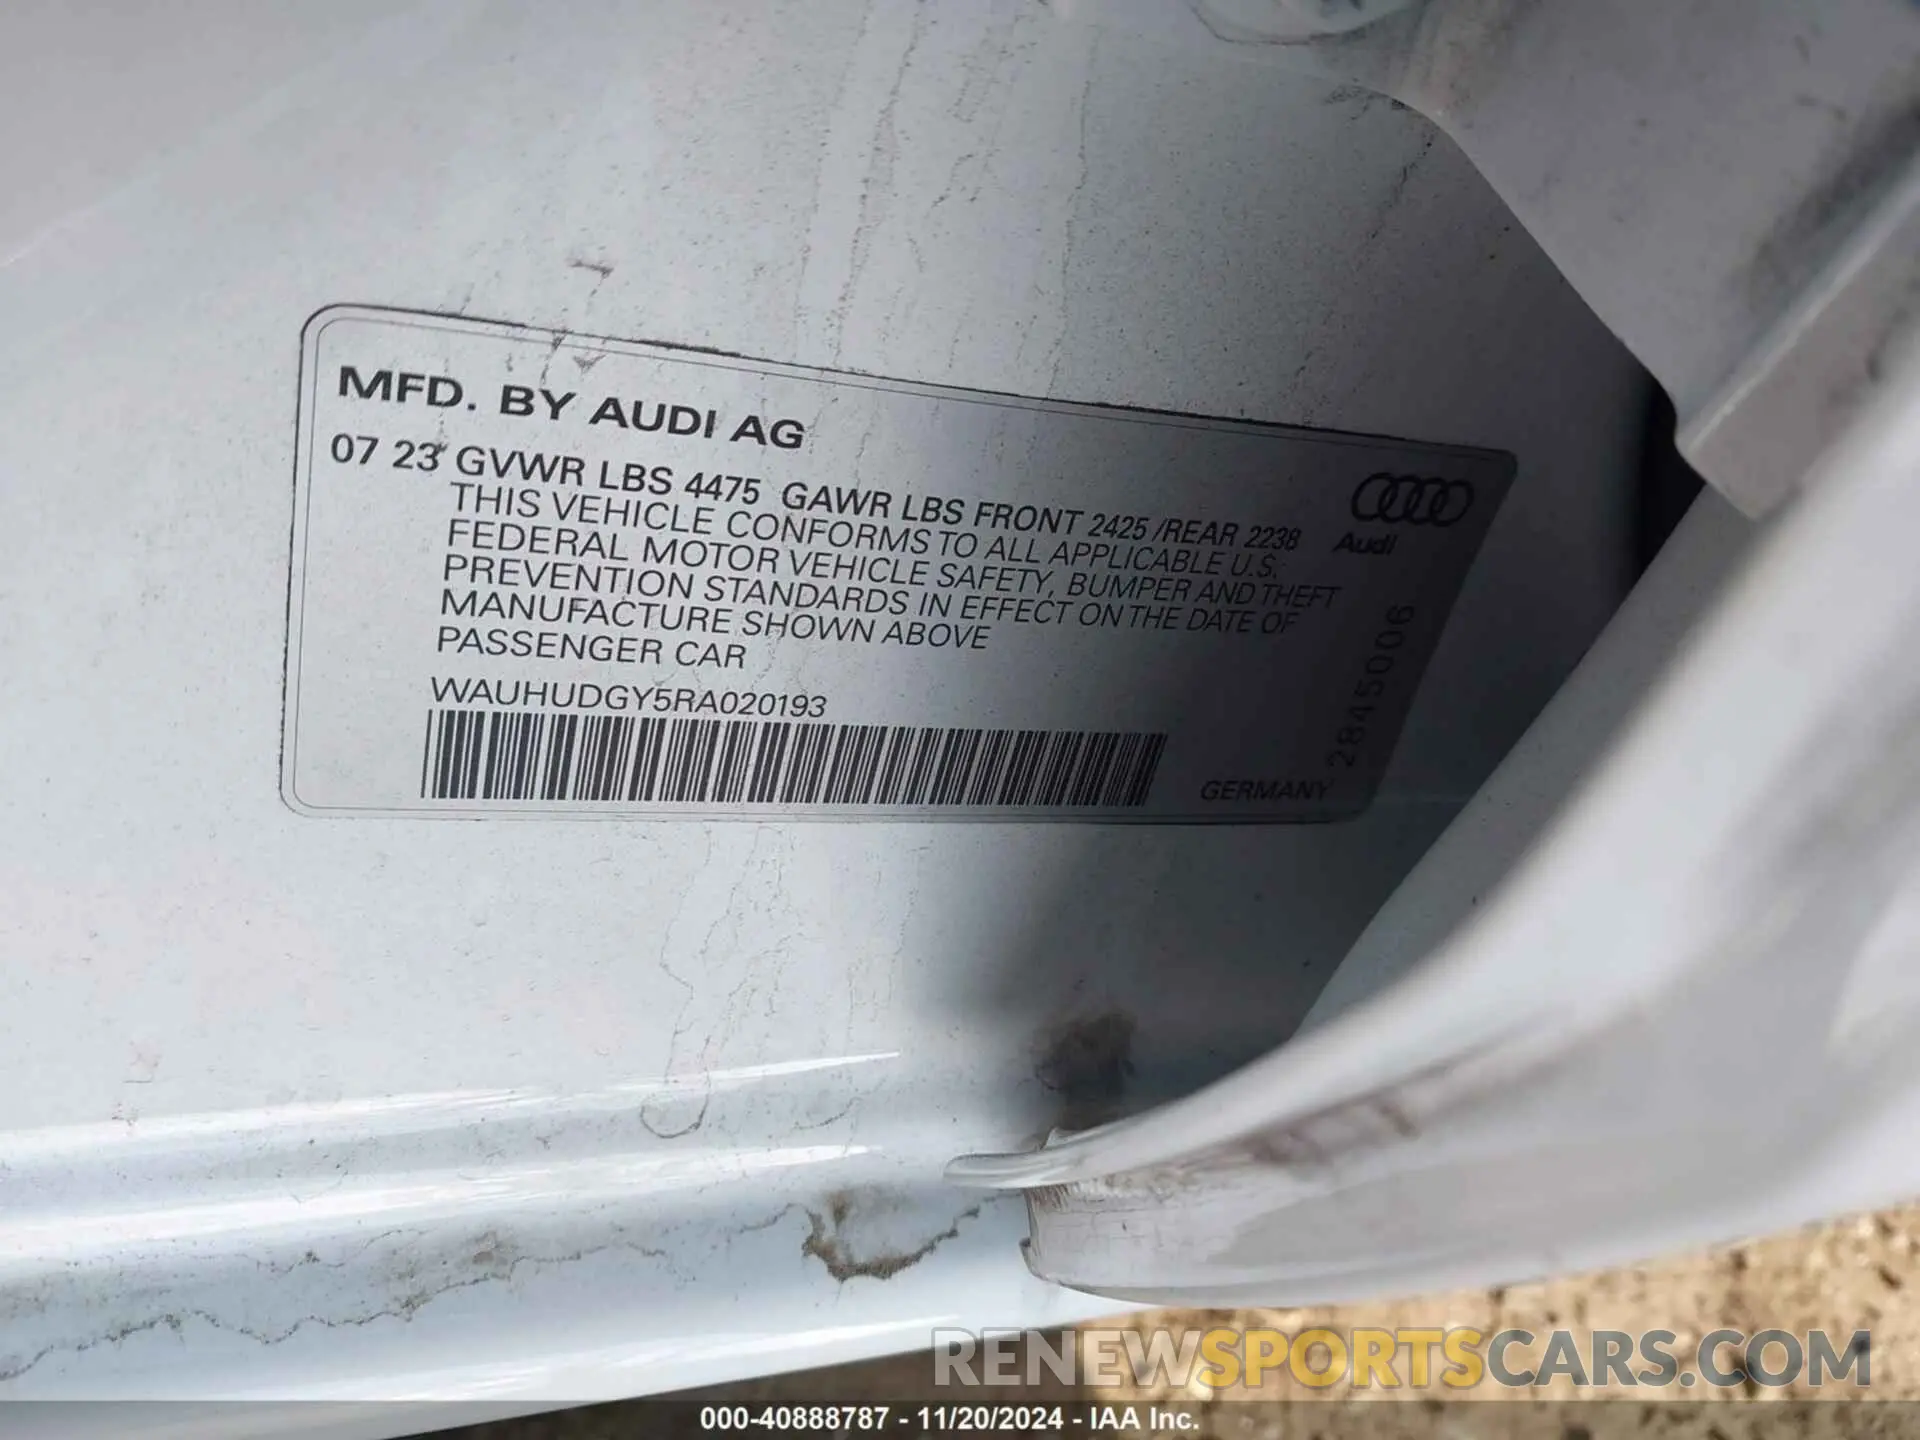 MFD. BY AUDI AG
07 23 GVWR LBS 4475 GAWR LBS FRONT 2425 /REAR 2238
THIS VEHICLE CONFORMS TO ALL APPLICABLE U.S.
FEDERAL MOTOR VEHICLE SAFETY, BUMPER AND THEFT
PREVENTION STANDARDS IN EFFECT ON THE DATE OF
MANUFACTURE SHOWN ABOVE
PASSENGER CAR
WAUHUDGY5RA020193
Audi
2845006
GERMANY
RENEWSPORTSCARS.COM
000-40888787 - 11/20/2024 - IAA Inc.